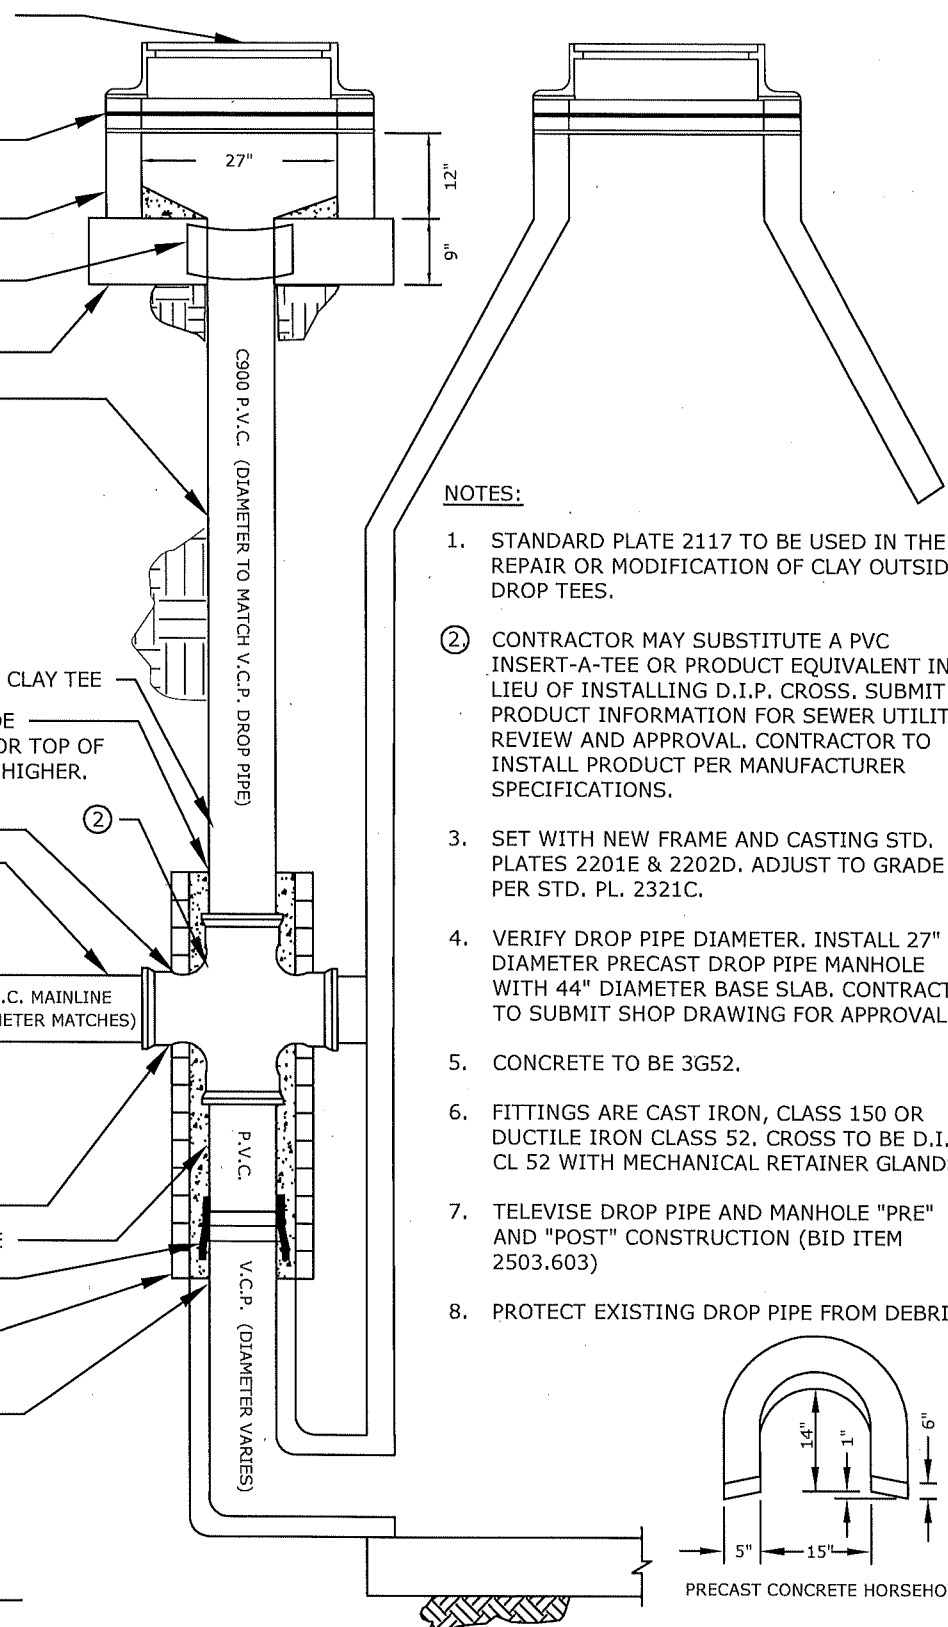 27"
12"
9"
C900 P.V.C. (DIAMETER TO MATCH V.C.P. DROP PIPE)
NOTES:
1. STANDARD PLATE 2117 TO BE USED IN THE
REPAIR OR MODIFICATION OF CLAY OUTSID
DROP TEES.
2. CONTRACTOR MAY SUBSTITUTE A PVC
INSERT-A-TEE OR PRODUCT EQUIVALENT IN
LIEU OF INSTALLING D.I.P. CROSS. SUBMIT
PRODUCT INFORMATION FOR SEWER UTILIT
REVIEW AND APPROVAL. CONTRACTOR TO
INSTALL PRODUCT PER MANUFACTURER
SPECIFICATIONS.
3. SET WITH NEW FRAME AND CASTING STD.
PLATES 2201E & 2202D. ADJUST TO GRADE
PER STD. PL. 2321C.
4. VERIFY DROP PIPE DIAMETER. INSTALL 27"
DIAMETER PRECAST DROP PIPE MANHOLE
WITH 44" DIAMETER BASE SLAB. CONTRACT
TO SUBMIT SHOP DRAWING FOR APPROVAL
5. CONCRETE TO BE 3G52.
6. FITTINGS ARE CAST IRON, CLASS 150 OR
DUCTILE IRON CLASS 52. CROSS TO BE D.I.
CL 52 WITH MECHANICAL RETAINER GLAND
7. TELEVISE DROP PIPE AND MANHOLE "PRE"
AND "POST" CONSTRUCTION (BID ITEM
2503.603)
8. PROTECT EXISTING DROP PIPE FROM DEBRI
CLAY TEE
DE
OR TOP OF
HIGHER.
2
.C. MAINLINE
METER MATCHES)
P.V.C.
E
V.C.P. (DIAMETER VARIES)
14"
1"
6"
5"
15"
PRECAST CONCRETE HORSEHO